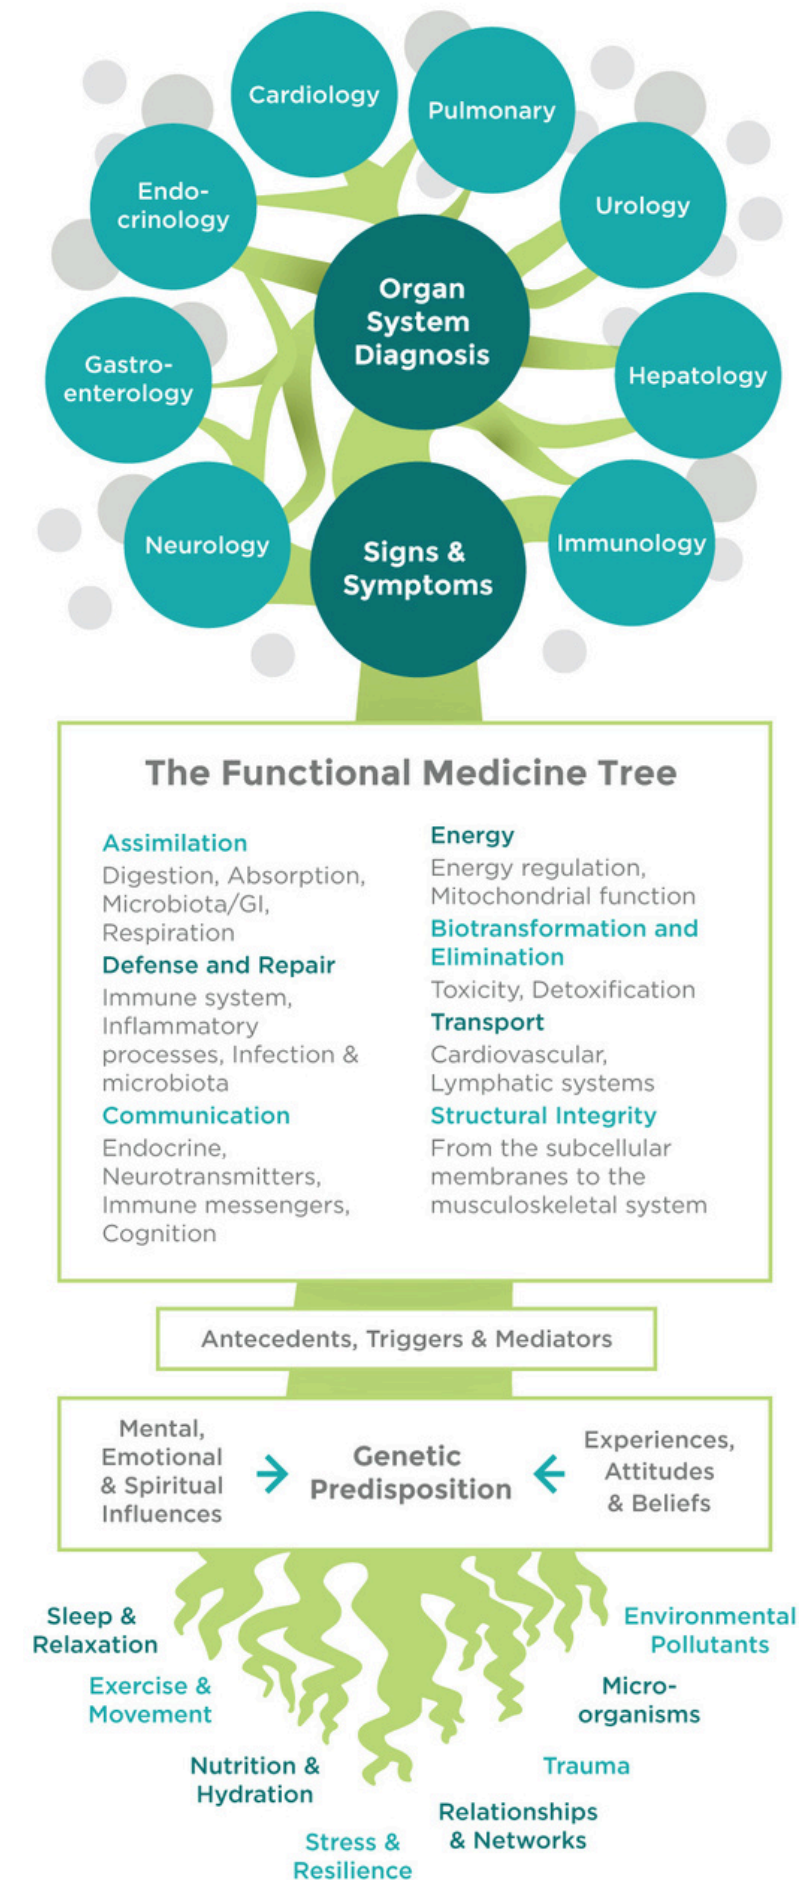 Cardiology
Pulmonary
Endo-
crinology
Urology
Organ
System
Diagnosis
Gastro-
enterology
Hepatology
Neurology
Signs &
Symptoms
Immunology
The Functional Medicine Tree
Assimilation
Digestion, Absorption,
Microbiota/GI,
Respiration
Defense and Repair
Immune system,
Inflammatory
processes, Infection &
microbiota
Communication
Endocrine,
Neurotransmitters,
Immune messengers,
Cognition
Energy
Energy regulation,
Mitochondrial function
Biotransformation and
Elimination
Toxicity, Detoxification
Transport
Cardiovascular,
Lymphatic systems
Structural Integrity
From the subcellular
membranes to the
musculoskeletal system
Antecedents, Triggers & Mediators
Mental,
Emotional
& Spiritual
Influences
Genetic
Predisposition
Experiences,
Attitudes
& Beliefs
Sleep &
Relaxation
Exercise &
Movement
Nutrition &
Hydration
Stress &
Resilience
Relationships
& Networks
Trauma
Micro-
organisms
Environmental
Pollutants